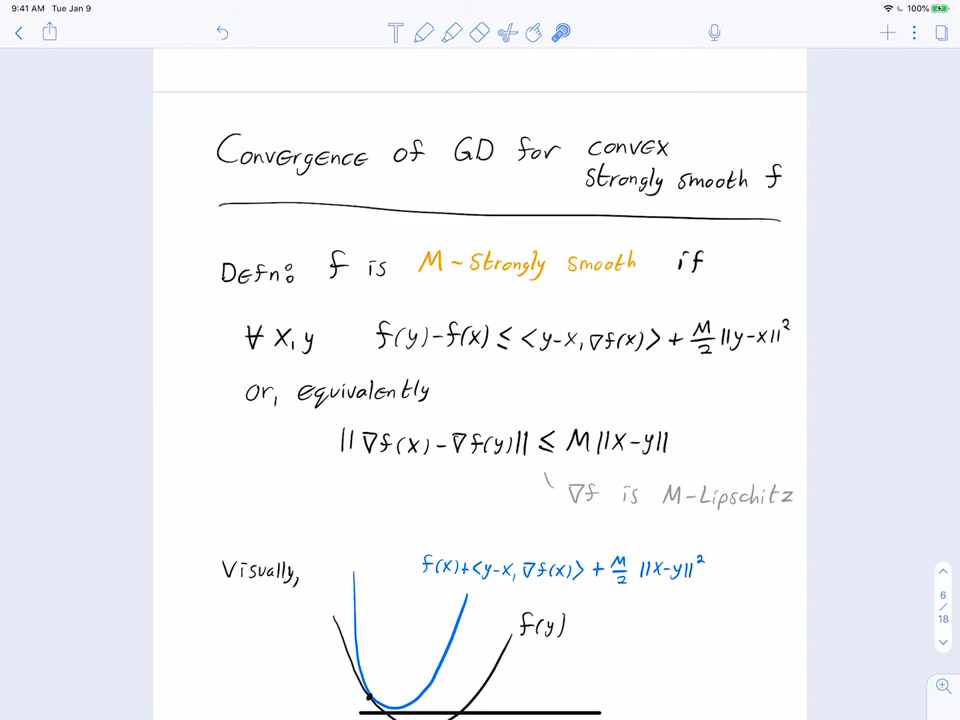 9:41 AM Tue Jan 9
100%
T
Convergence of GD for convex
strongly smooth f
Defn: f is M-Strongly smooth if
∀ x, y f(y)-f(x) ≤ <y-x, ∇f(x)> + M/2 ||y-x||²
or, equivalently
||∇f(x)-∇f(y)|| ≤ M ||x-y||
∇f is M-Lipschitz
Visually,
f(x)+<y-x, ∇f(x)> + M/2 ||x-y||²
f(y)
6
/
18